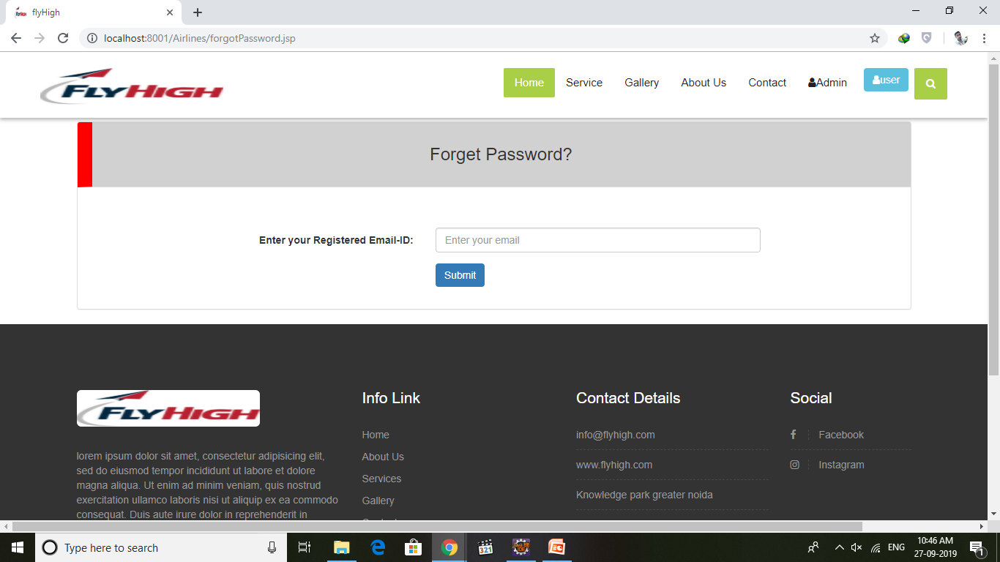 flyHigh
localhost:8001/Airlines/forgotPassword.jsp
FLYHIGH
Home Service Gallery About Us Contact Admin user
Forget Password?
Enter your Registered Email-ID: Enter your email
Submit
FLYHIGH
Info Link
Contact Details
Social
Home
info@flyhigh.com
Facebook
lorem ipsum dolor sit amet, consectetur adipisicing elit,
sed do eiusmod tempor incididunt ut labore et dolore
magna aliqua. Ut enim ad minim veniam, quis nostrud
exercitation ullamco laboris nisi ut aliquip ex ea commodo
consequat. Duis aute irure dolor in reprehenderit in
About Us
Services
Gallery
www.flyhigh.com
Knowledge park greater noida
Instagram
Type here to search
321
Java EE
IDE
ENG
10:46 AM
27-09-2019
1